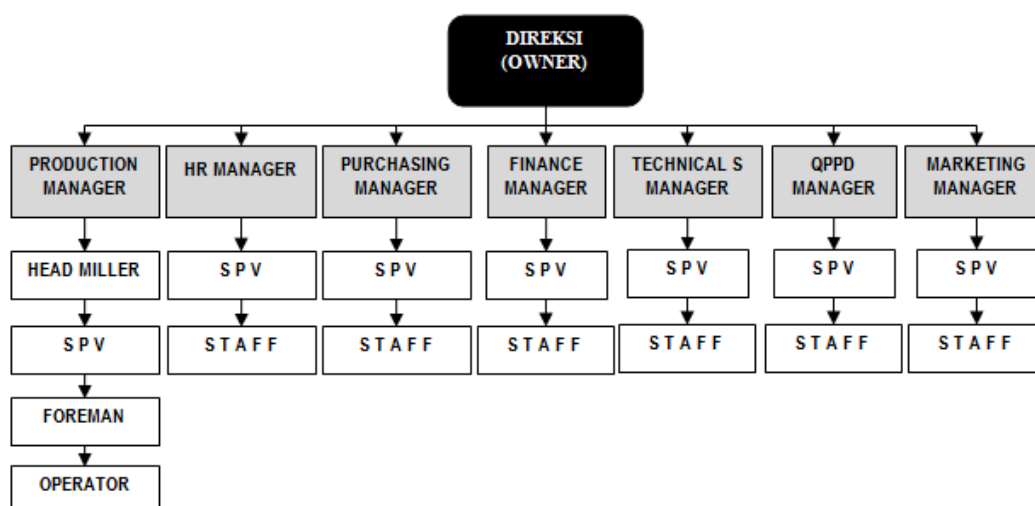 DIREKSI
(OWNER)
PRODUCTION
MANAGER
HR MANAGER
PURCHASING
MANAGER
FINANCE
MANAGER
TECHNICAL S
MANAGER
QPPD
MANAGER
MARKETING
MANAGER
HEAD MILLER
S P V
S P V
S P V
S P V
S P V
S P V
S P V
S T A F F
S T A F F
S T A F F
S T A F F
S T A F F
S T A F F
FOREMAN
OPERATOR